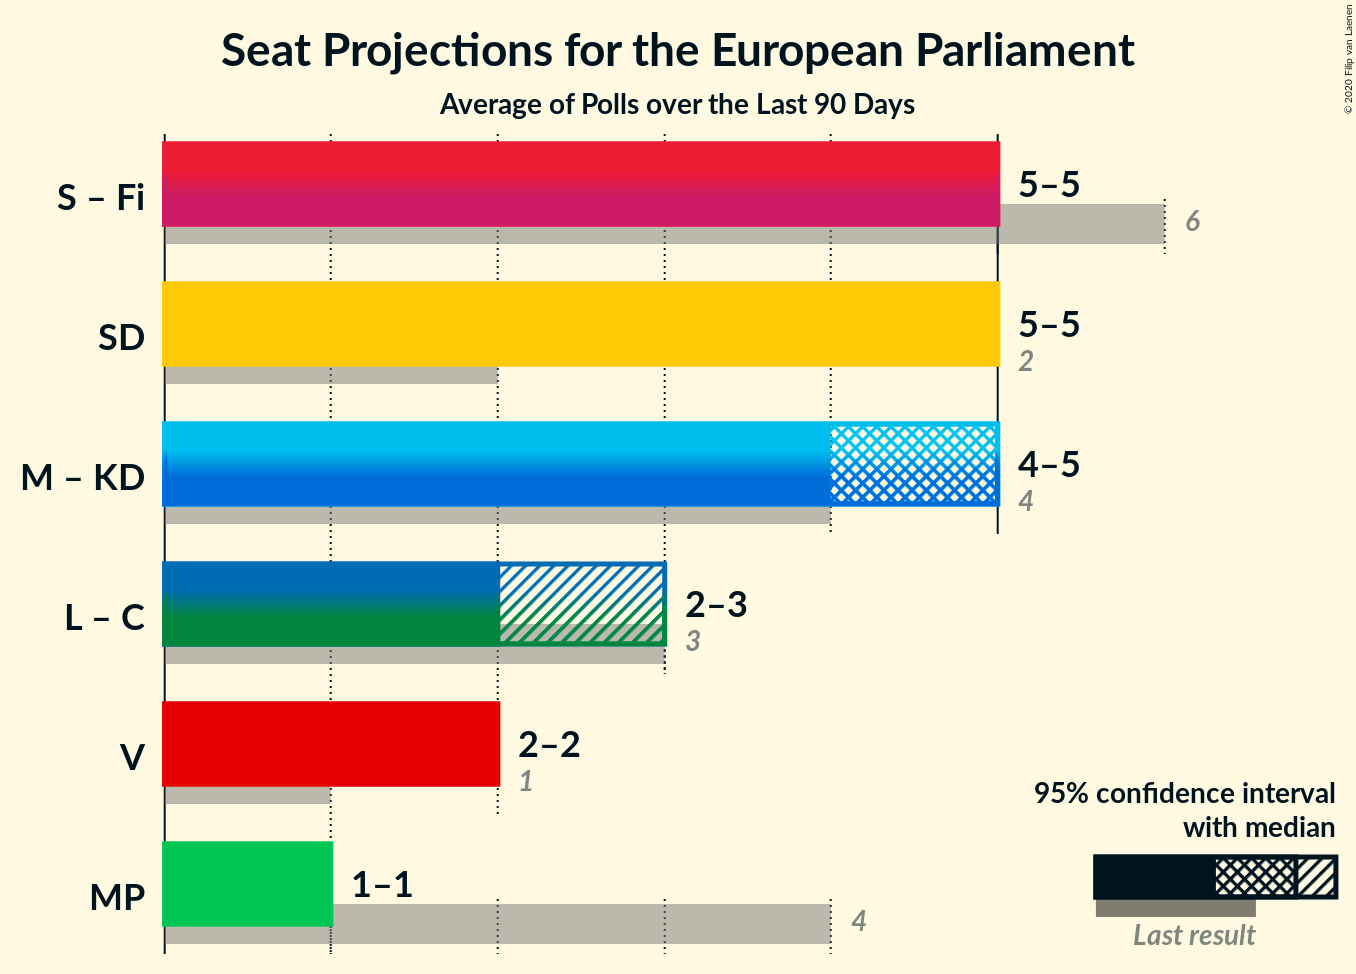 Seat Projections for the European Parliament
Average of Polls over the Last 90 Days
© 2020 Filip van Laenen
S – Fi
5–5
6
SD
5–5
2
M – KD
4–5
4
L – C
2–3
3
V
2–2
1
MP
1–1
4
95% confidence interval
with median
Last result